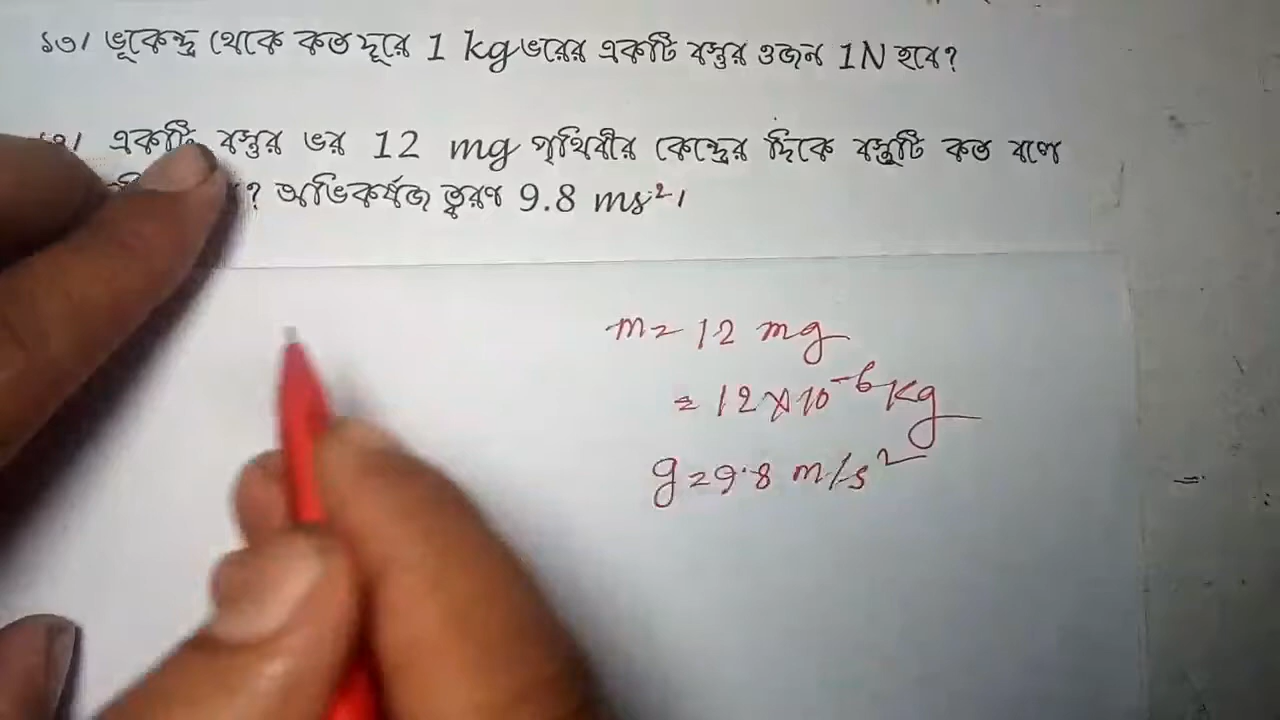 ১৩। ভূকেন্দ্র থেকে কত দূরে 1 kg ভরের একটি বস্তুর ওজন 1N হবে?
একটি বস্তুর ভর 12 mg পৃথিবীর কেন্দ্রের দিকে বস্তুটি কত বলে
? অভিকর্ষজ ত্বরণ 9.8 ms⁻²।
m= 12 mg
= 12×10⁻⁶ Kg
g=9.8 m/s²